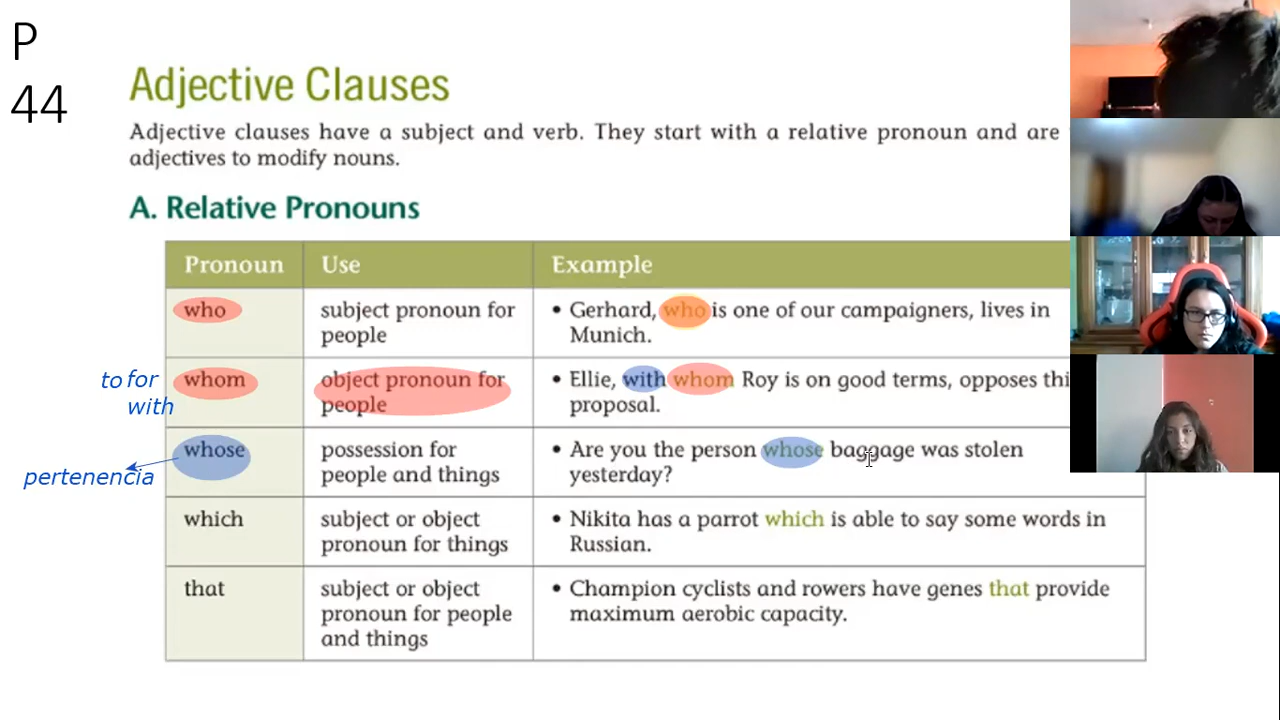 P
44
Adjective Clauses
Adjective clauses have a subject and verb. They start with a relative pronoun and are
adjectives to modify nouns.
A. Relative Pronouns
Pronoun Use Example
who subject pronoun for people • Gerhard, who is one of our campaigners, lives in Munich.
to for with
whom object pronoun for people • Ellie, with whom Roy is on good terms, opposes proposal.
pertenencia
whose possession for people and things • Are you the person whose baggage was stolen yesterday?
which subject or object pronoun for things • Nikita has a parrot which is able to say some words in Russian.
that subject or object pronoun for people and things • Champion cyclists and rowers have genes that provide maximum aerobic capacity.